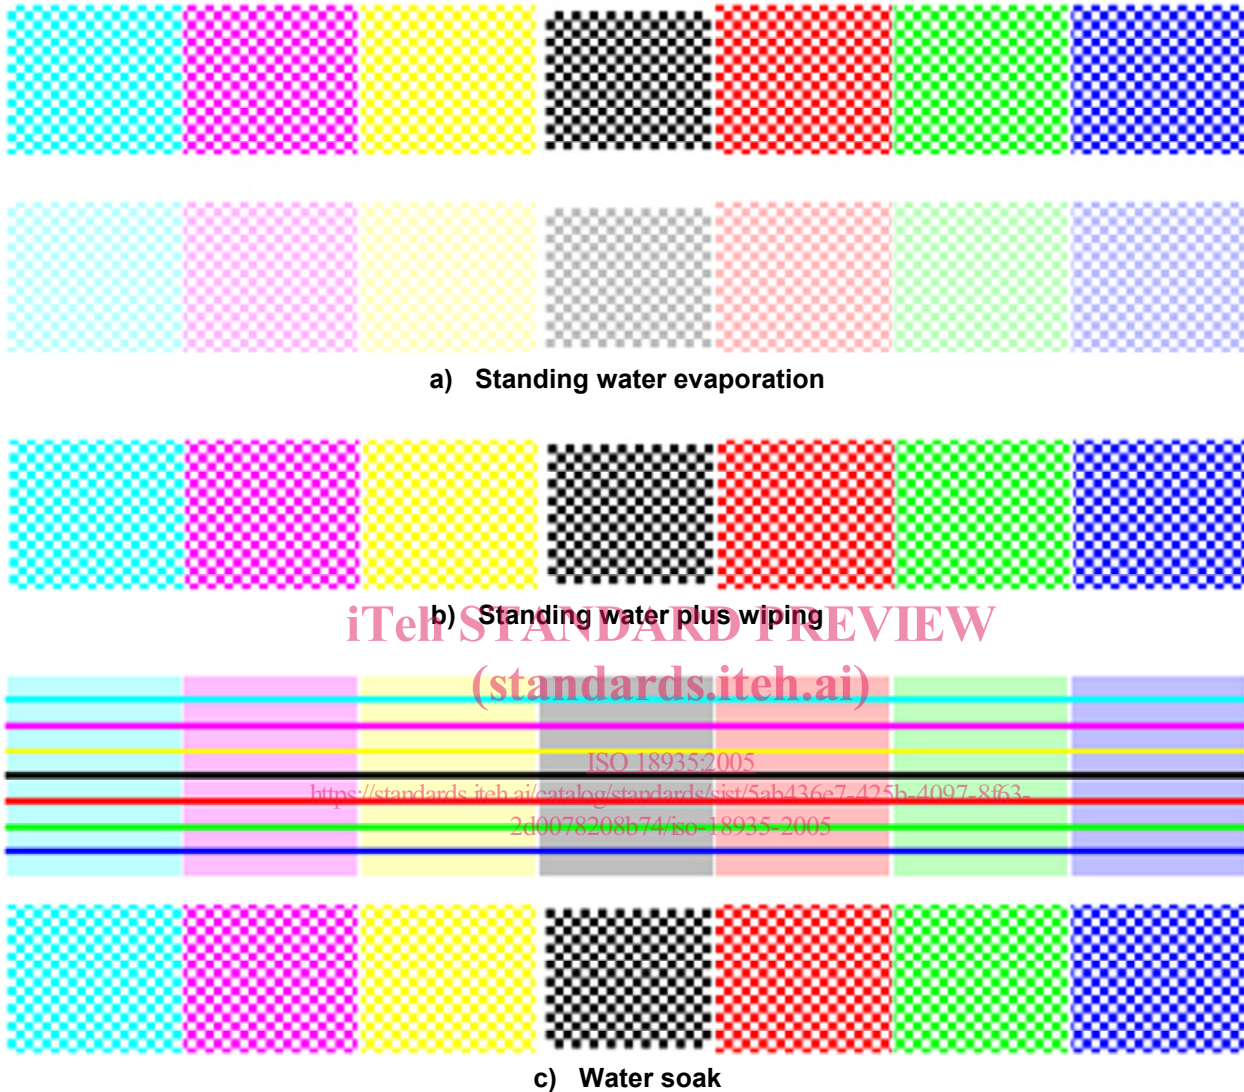 a) Standing water evaporation
b) Standing water plus wiping
iTeh STANDARD PREVIEW
(standards.iteh.ai)
ISO 18935:2005
https://standards.iteh.ai/catalog/standards/sist/5ab436e7-425b-4097-8f63-
2d0078208b74/iso-18935-2005
c) Water soak